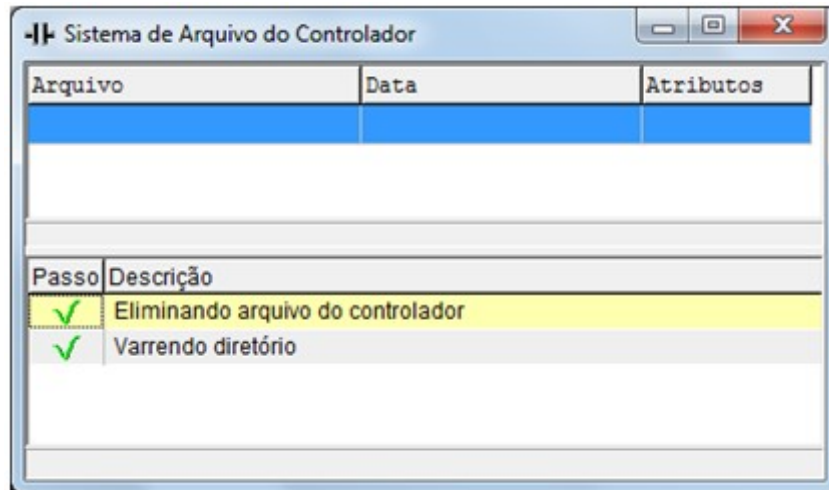 Sistema de Arquivo do Controlador
Arquivo Data Atributos
Passo Descrição
Eliminando arquivo do controlador
Varrendo diretório